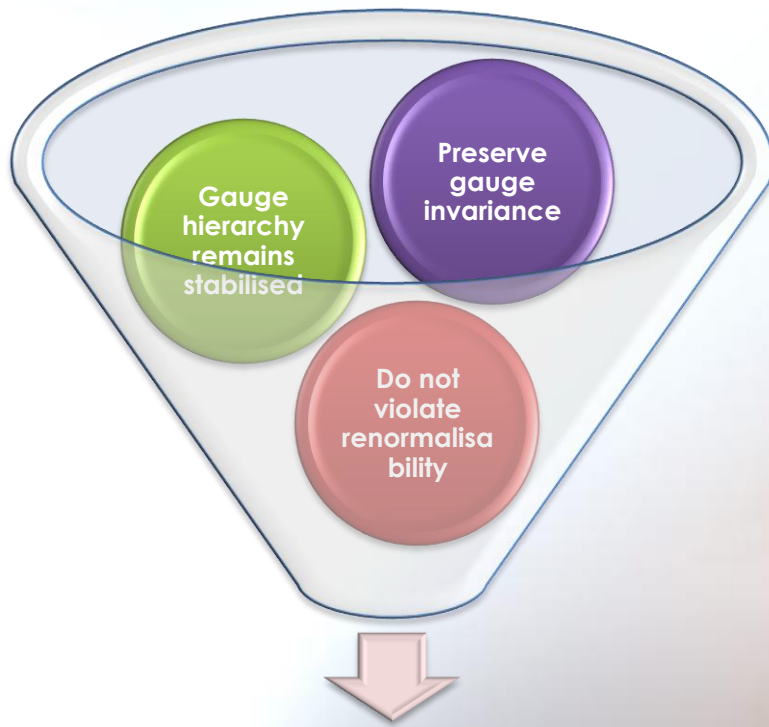 Gauge
hierarchy
remains
stabilised
Preserve
gauge
invariance
Do not
violate
renormalisa
bility